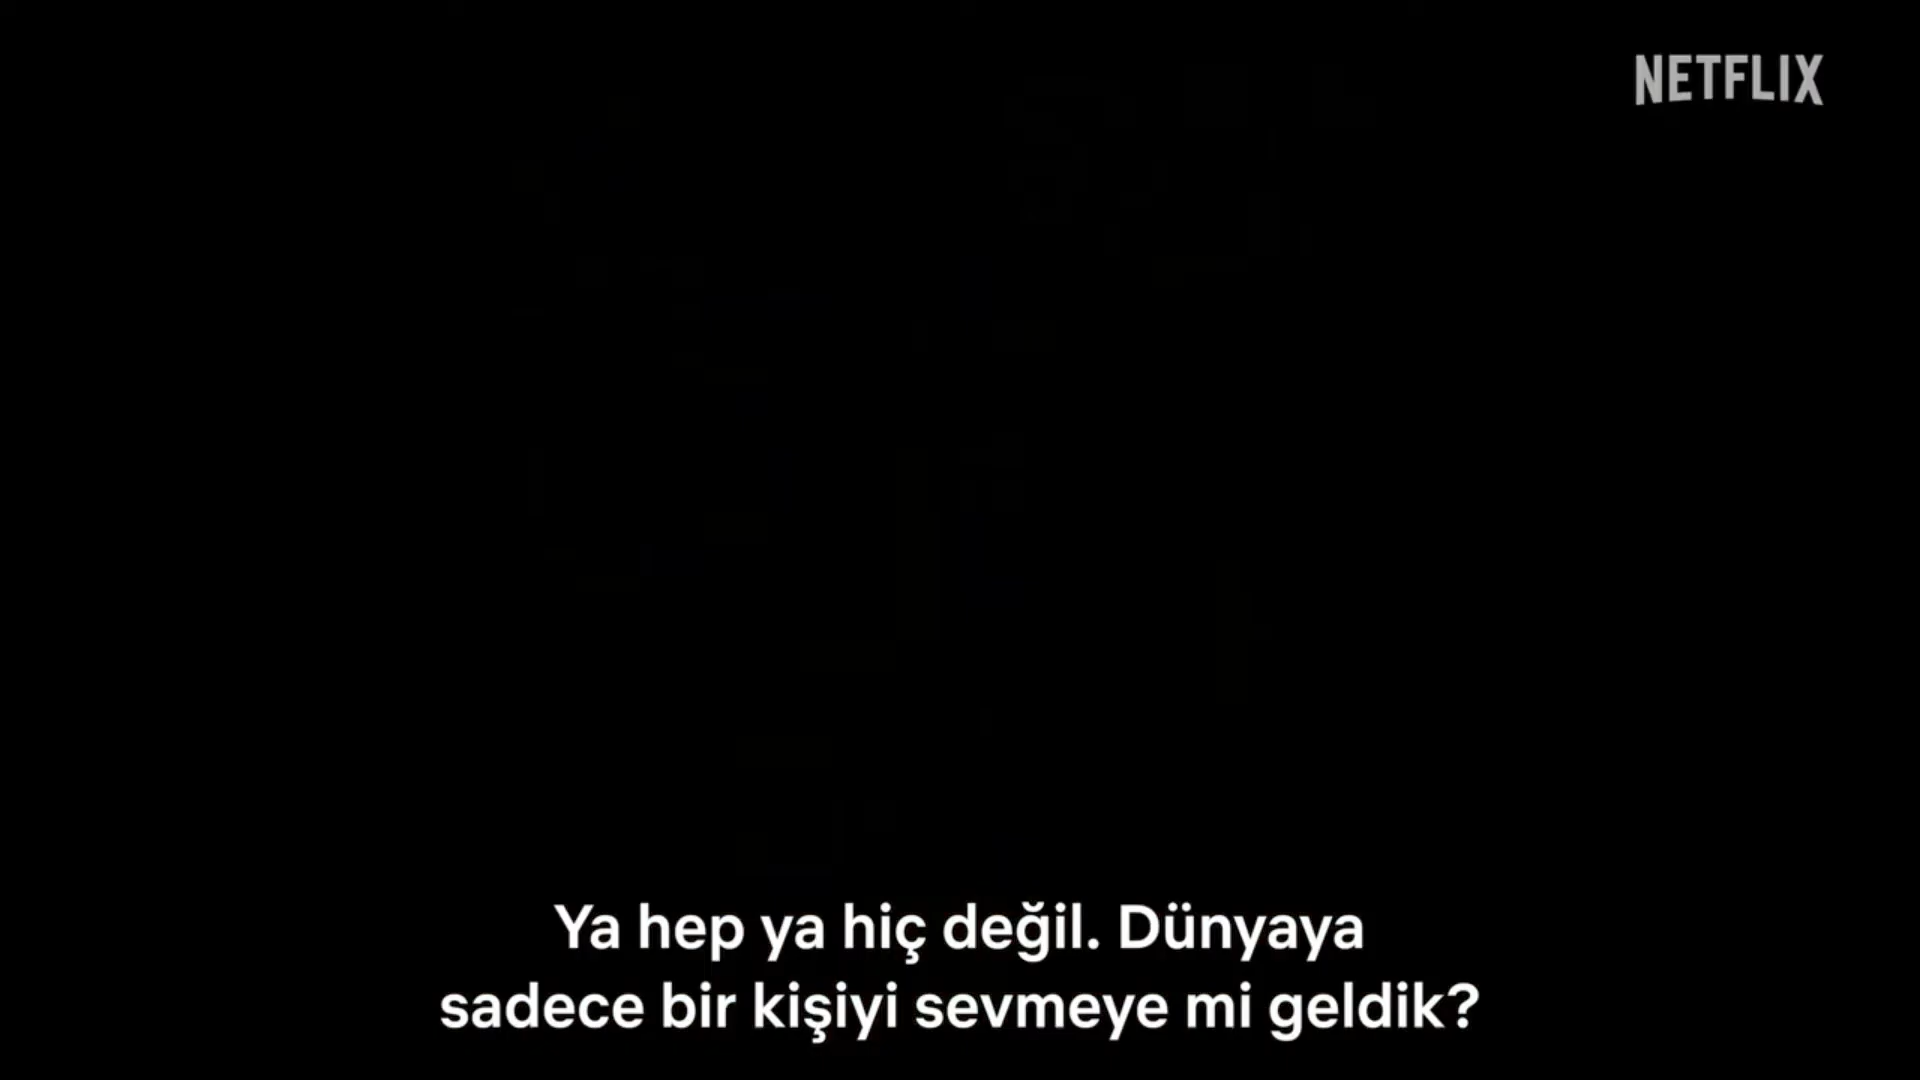 NETFLIX
Ya hep ya hiç değil. Dünyaya
sadece bir kişiyi sevmeye mi geldik?